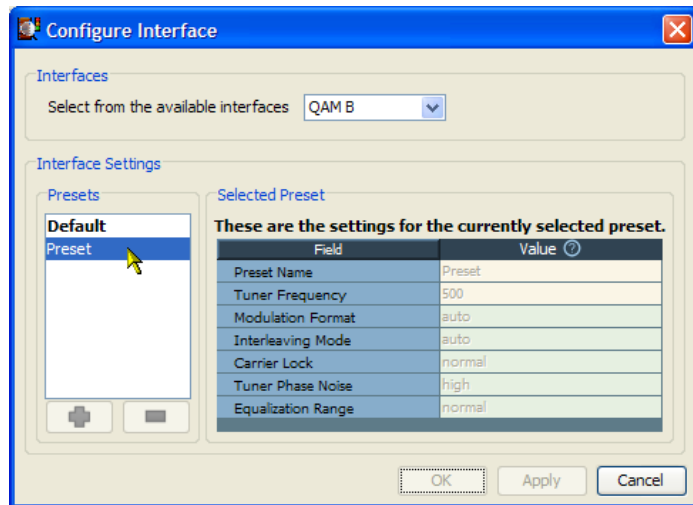 Configure Interface
Interfaces
Select from the available interfaces QAM B
Interface Settings
Presets
Default
Preset
Selected Preset
These are the settings for the currently selected preset.
Field Value ?
Preset Name Preset
Tuner Frequency 500
Modulation Format auto
Interleaving Mode auto
Carrier Lock normal
Tuner Phase Noise high
Equalization Range normal
OK Apply Cancel